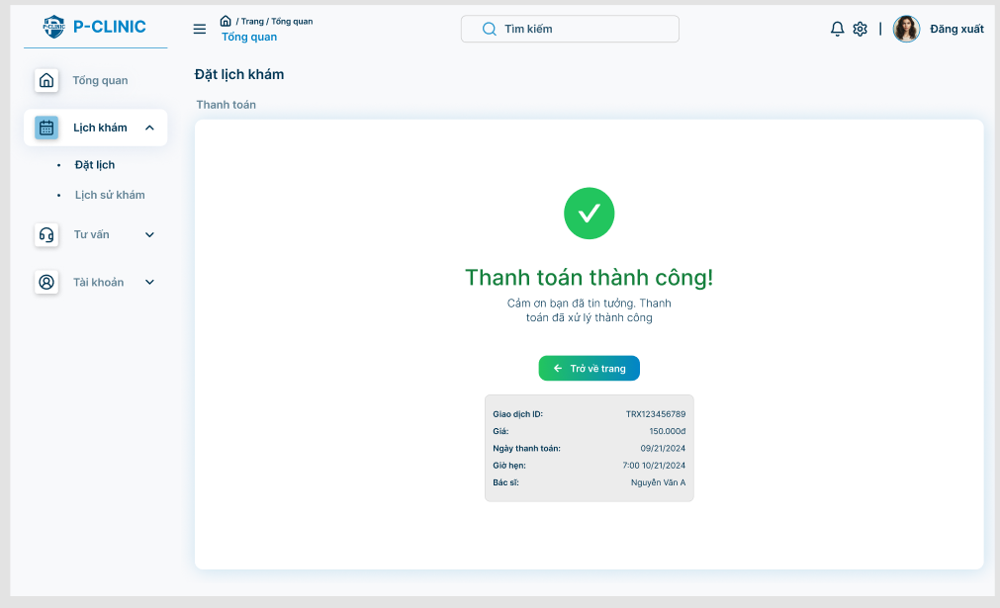 P-CLINIC
P-CLINIC
/ Trang / Tổng quan
Tổng quan
Tìm kiếm
|
Đăng xuất
Tổng quan
Lịch khám
• Đặt lịch
• Lịch sử khám
Tư vấn
Tài khoản
Đặt lịch khám
Thanh toán
Thanh toán thành công!
Cảm ơn bạn đã tin tưởng. Thanh
toán đã xử lý thành công
Trở về trang
Giao dịch ID: TRX123456789
Giá: 150.000đ
Ngày thanh toán: 09/21/2024
Giờ hẹn: 7:00 10/21/2024
Bác sĩ: Nguyễn Văn A